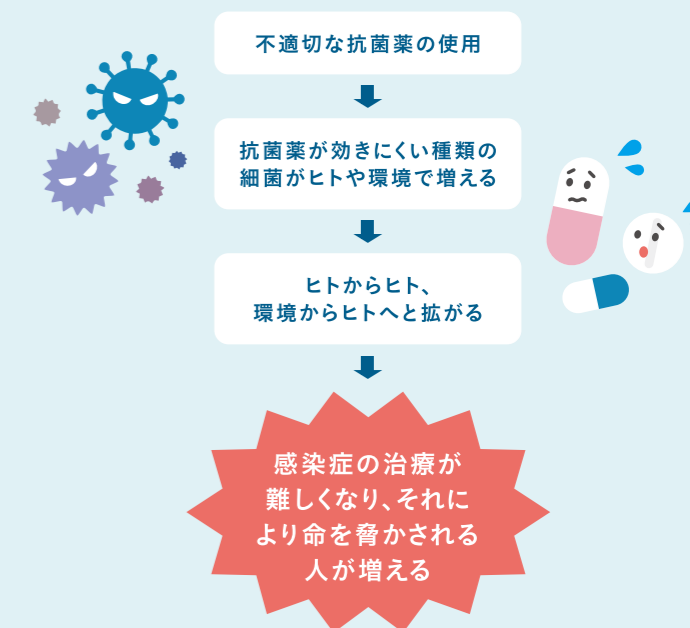 不適切な抗菌薬の使用
抗菌薬が効きにくい種類の
細菌がヒトや環境で増える
ヒトからヒト、
環境からヒトへと拡がる
感染症の治療が
難しくなり、それに
より命を脅かされる
人が増える